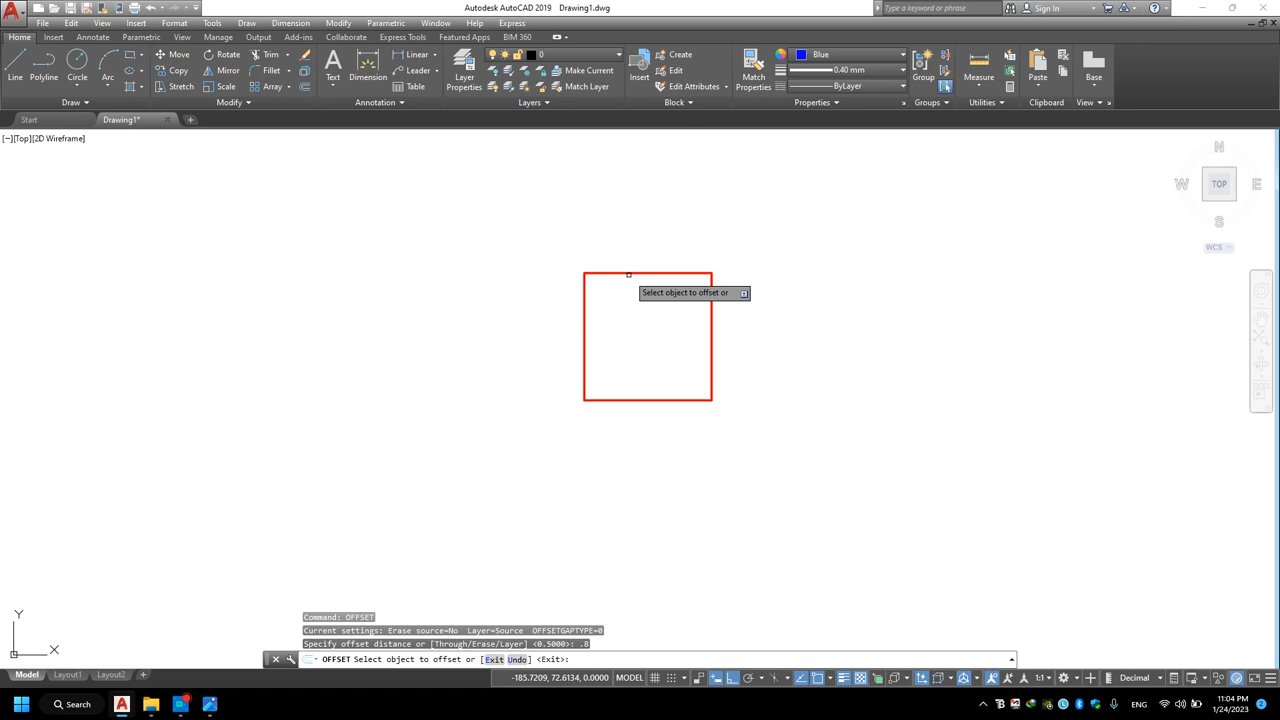 Autodesk AutoCAD 2019 Drawing1.dwg
Type a keyword or phrase
Sign In
File Edit View Insert Format Tools Draw Dimension Modify Parametric Window Help Express
Home Insert Annotate Parametric View Manage Output Add-ins Collaborate Express Tools Featured Apps BIM 360
Line Polyline Circle Arc
Move Rotate Trim
Copy Mirror Fillet
Stretch Scale Array
Text Dimension
Linear
Leader
Table
Layer Properties
0
Make Current
Match Layer
Insert
Create
Edit
Edit Attributes
Match Properties
Blue
0.40 mm
ByLayer
Group
Measure
Paste
Base
Draw Modify Annotation Layers Block Properties Groups Utilities Clipboard View
Start Drawing1*
[−][Top][2D Wireframe]
N
W TOP E
S
WCS
Select object to offset or
Y
X
Command: OFFSET
Current settings: Erase source=No Layer=Source OFFSETGAPTYPE=0
Specify offset distance or [Through/Erase/Layer] <0.5000>: .8
OFFSET Select object to offset or [Exit Undo] <Exit>:
Model Layout1 Layout2
-185.7209, 72.6134, 0.0000 MODEL
1:1
Decimal
Search
ENG
11:04 PM
1/24/2023